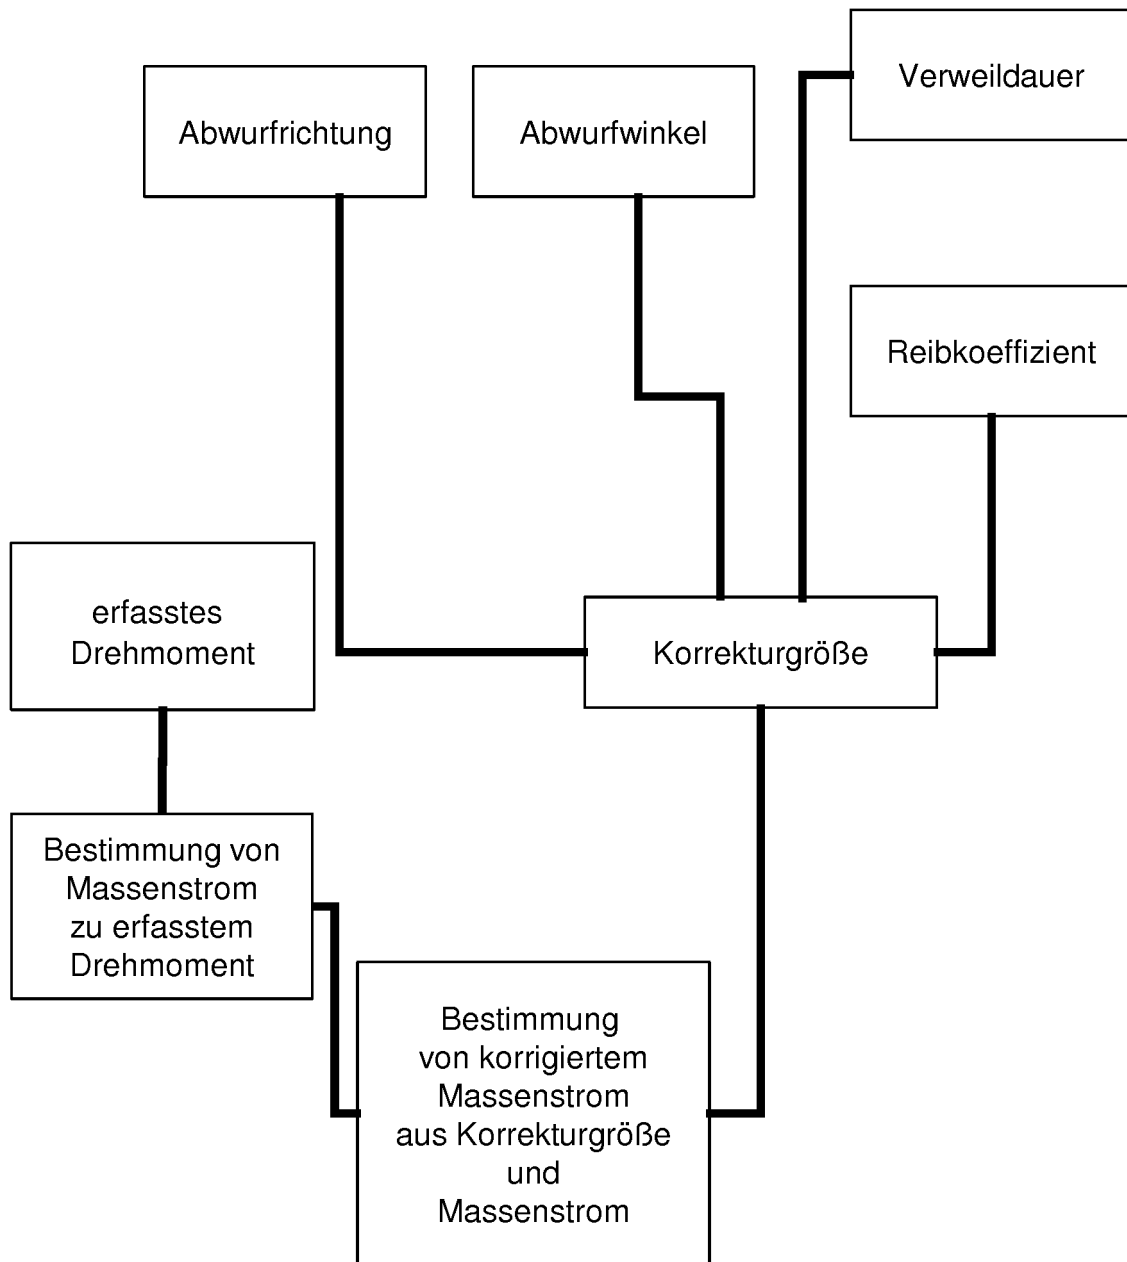 Verweildauer
Abwurfrichtung
Abwurfwinkel
Reibkoeffizient
erfasstes
Drehmoment
Korrekturgröße
Bestimmung von
Massenstrom
zu erfasstem
Drehmoment
Bestimmung
von korrigiertem
Massenstrom
aus Korrekturgröße
und
Massenstrom